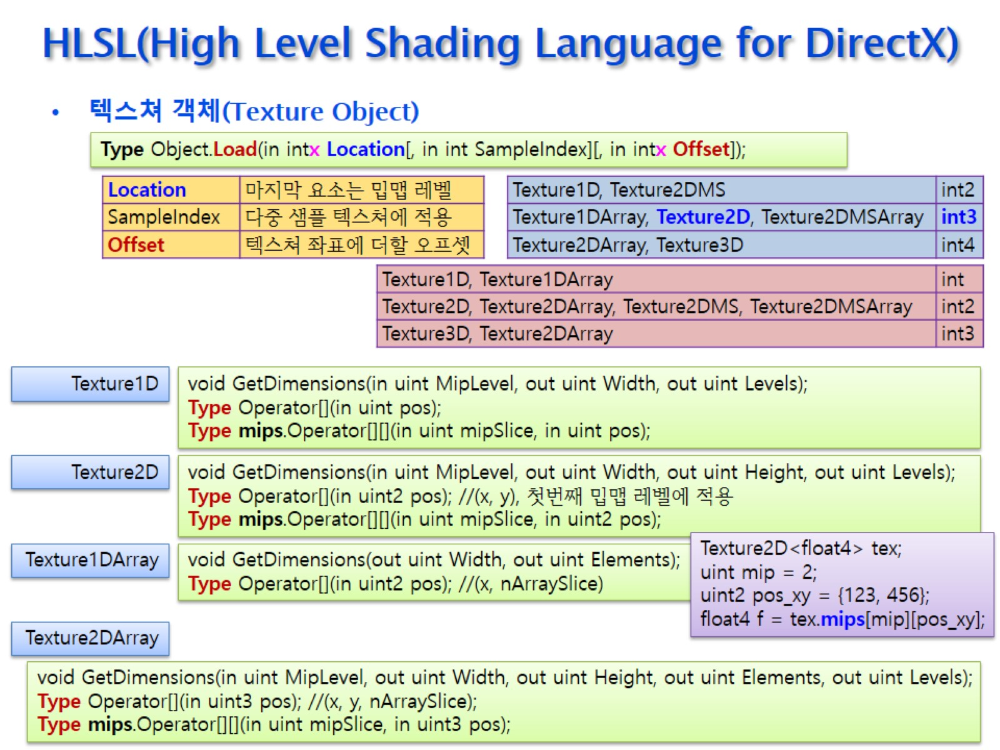 HLSL(High Level Shading Language for DirectX)
• 텍스쳐 객체(Texture Object)
Type Object.Load(in intx Location[, in int SampleIndex][, in intx Offset]);
Location 마지막 요소는 밉맵 레벨
SampleIndex 다중 샘플 텍스쳐에 적용
Offset 텍스쳐 좌표에 더할 오프셋
Texture1D, Texture2DMS int2
Texture1DArray, Texture2D, Texture2DMSArray int3
Texture2DArray, Texture3D int4
Texture1D, Texture1DArray int
Texture2D, Texture2DArray, Texture2DMS, Texture2DMSArray int2
Texture3D, Texture2DArray int3
Texture1D
void GetDimensions(in uint MipLevel, out uint Width, out uint Levels);
Type Operator[](in uint pos);
Type mips.Operator[][](in uint mipSlice, in uint pos);
Texture2D
void GetDimensions(in uint MipLevel, out uint Width, out uint Height, out uint Levels);
Type Operator[](in uint2 pos); //(x, y), 첫번째 밉맵 레벨에 적용
Type mips.Operator[][](in uint mipSlice, in uint2 pos);
Texture1DArray
void GetDimensions(out uint Width, out uint Elements);
Type Operator[](in uint2 pos); //(x, nArraySlice)
Texture2D<float4> tex;
uint mip = 2;
uint2 pos_xy = {123, 456};
float4 f = tex.mips[mip][pos_xy];
Texture2DArray
void GetDimensions(in uint MipLevel, out uint Width, out uint Height, out uint Elements, out uint Levels);
Type Operator[](in uint3 pos); //(x, y, nArraySlice);
Type mips.Operator[][](in uint mipSlice, in uint3 pos);